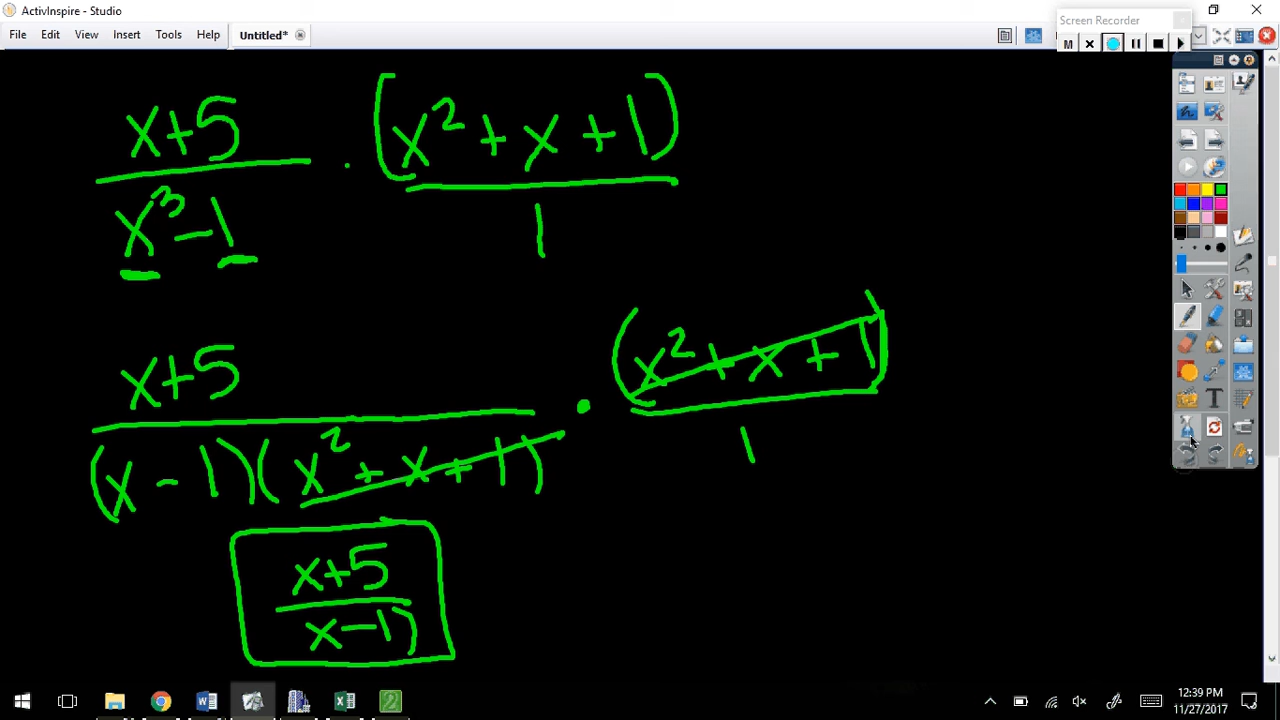 ActivInspire - Studio
Screen Recorder
File Edit View Insert Tools Help Untitled*
M
x+5 · (x² + x + 1)
x³ - 1 1
x+5 · (x² + x + 1)
(x - 1)(x² + x + 1) 1
x+5
x - 1)
T
12:39 PM
11/27/2017